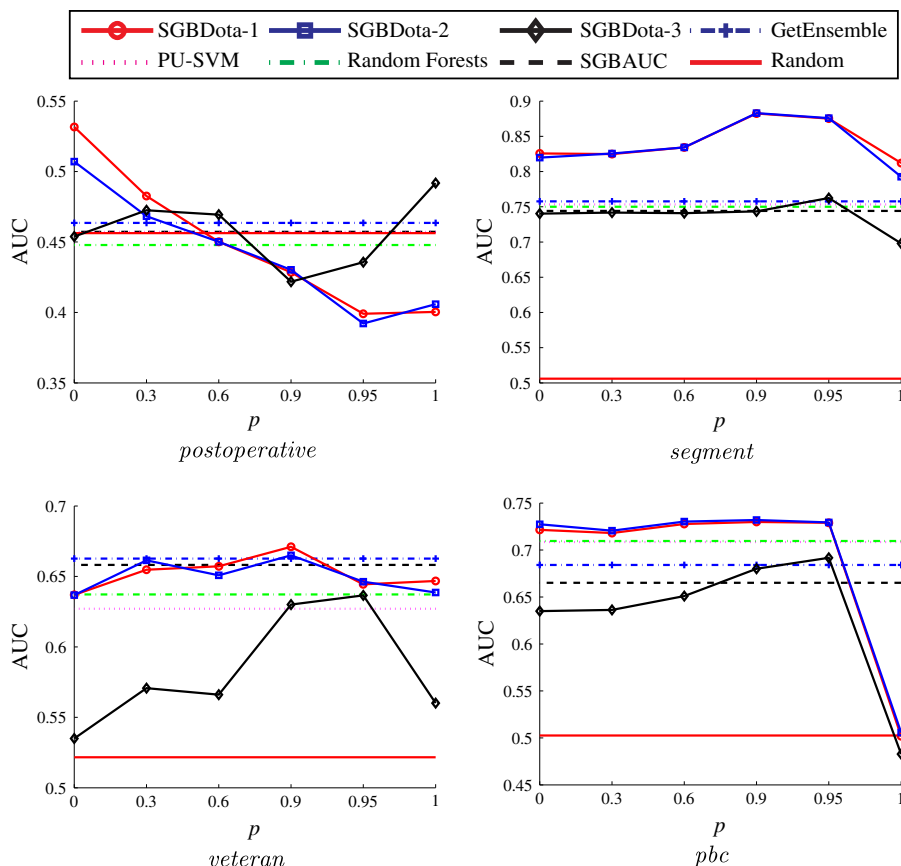 SGBDota-1 SGBDota-2 SGBDota-3 GetEnsemble
PU-SVM Random Forests SGBAUC Random
0.55
0.5
0.45
0.4
0.35
AUC
0 0.3 0.6 0.9 0.95 1
p
postoperative
0.9
0.85
0.8
0.75
0.7
0.65
0.6
0.55
0.5
AUC
0 0.3 0.6 0.9 0.95 1
p
segment
0.7
0.65
0.6
0.55
0.5
AUC
0 0.3 0.6 0.9 0.95 1
p
veteran
0.75
0.7
0.65
0.6
0.55
0.5
0.45
AUC
0 0.3 0.6 0.9 0.95 1
p
pbc